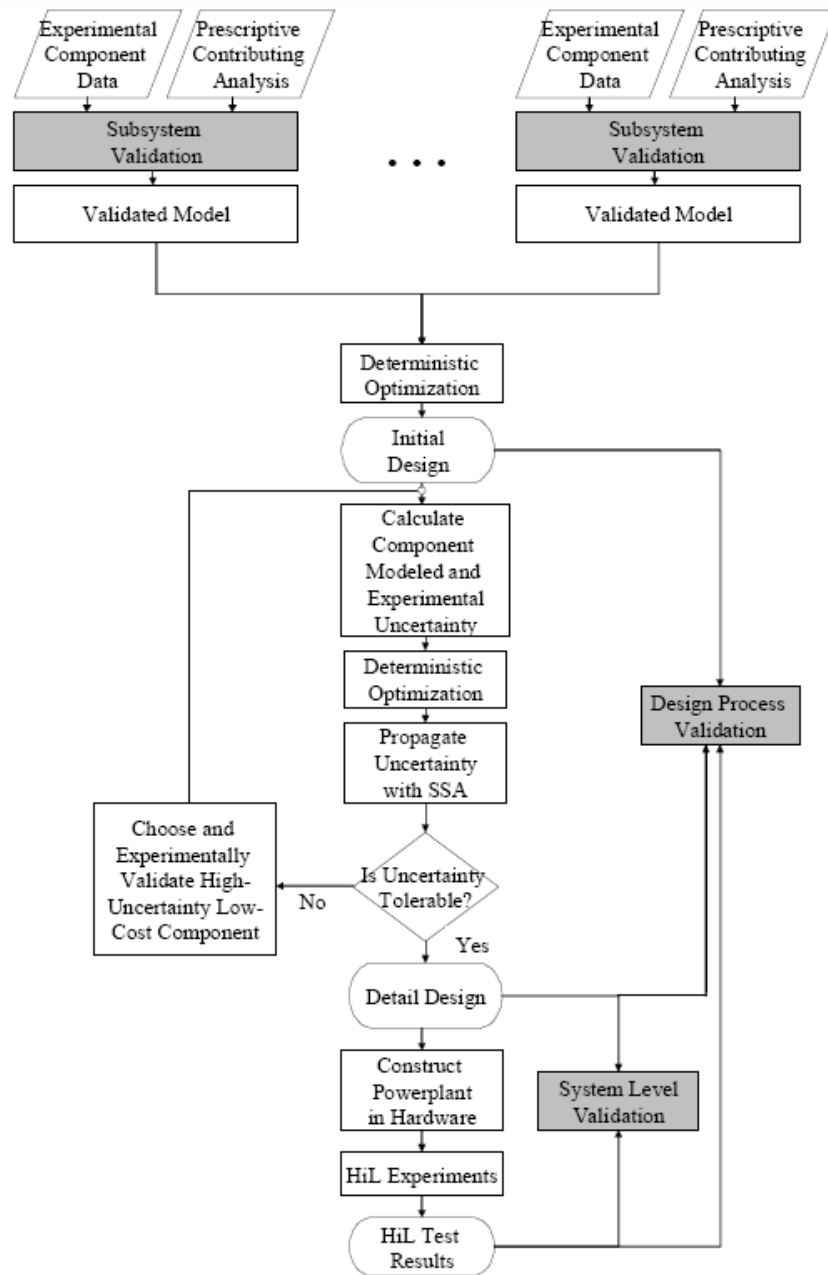 Experimental
Component
Data
Prescriptive
Contributing
Analysis
Experimental
Component
Data
Prescriptive
Contributing
Analysis
Subsystem
Validation
• • •
Subsystem
Validation
Validated Model
Validated Model
Deterministic
Optimization
Initial
Design
Calculate
Component
Modeled and
Experimental
Uncertainty
Deterministic
Optimization
Design Process
Validation
Propagate
Uncertainty
with SSA
Choose and
Experimentally
Validate High-
Uncertainty Low-
Cost Component
Is Uncertainty
Tolerable?
No
Yes
Detail Design
Construct
Powerplant
in Hardware
System Level
Validation
HiL Experiments
HiL Test
Results